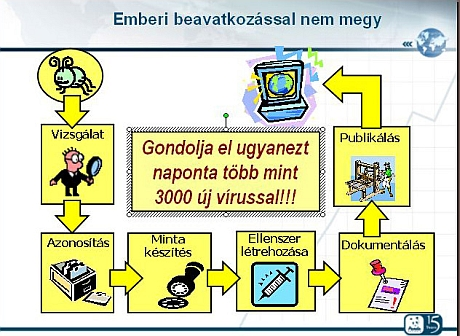 Emberi beavatkozással nem megy
Vizsgálat
Gondolja el ugyanezt
naponta több mint
3000 új vírussal!!!
Publikálás
Azonosítás
Minta
készítés
Ellenszer
létrehozása
Dokumentálás
15